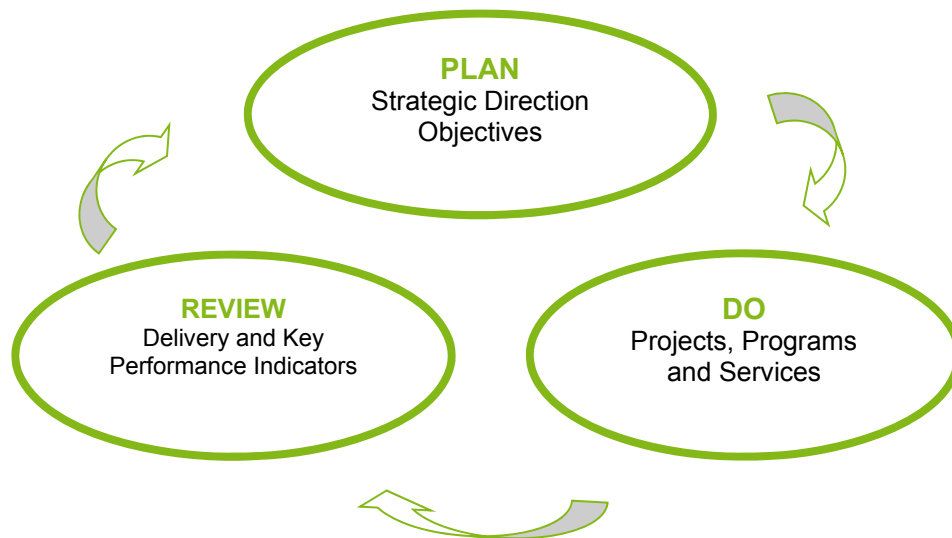 PLAN
Strategic Direction
Objectives
REVIEW
Delivery and Key
Performance Indicators
DO
Projects, Programs
and Services